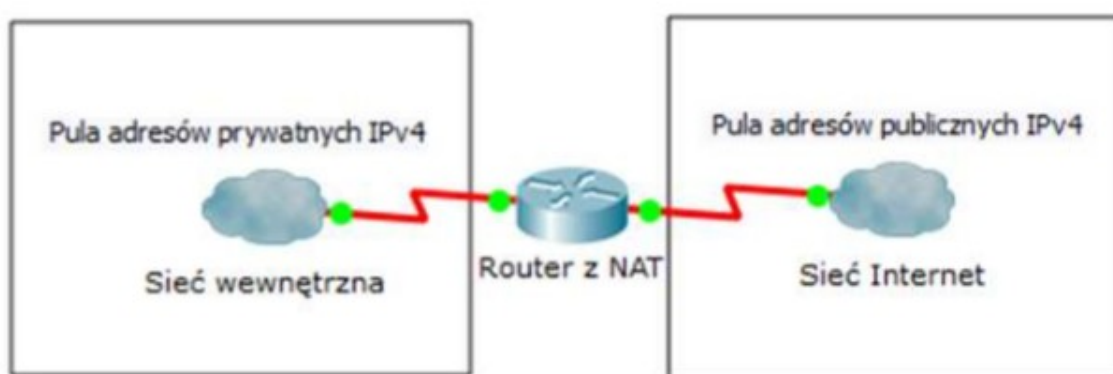 Pula adresów prywatnych IPv4
Sieć wewnętrzna
Router z NAT
Pula adresów publicznych IPv4
Sieć Internet